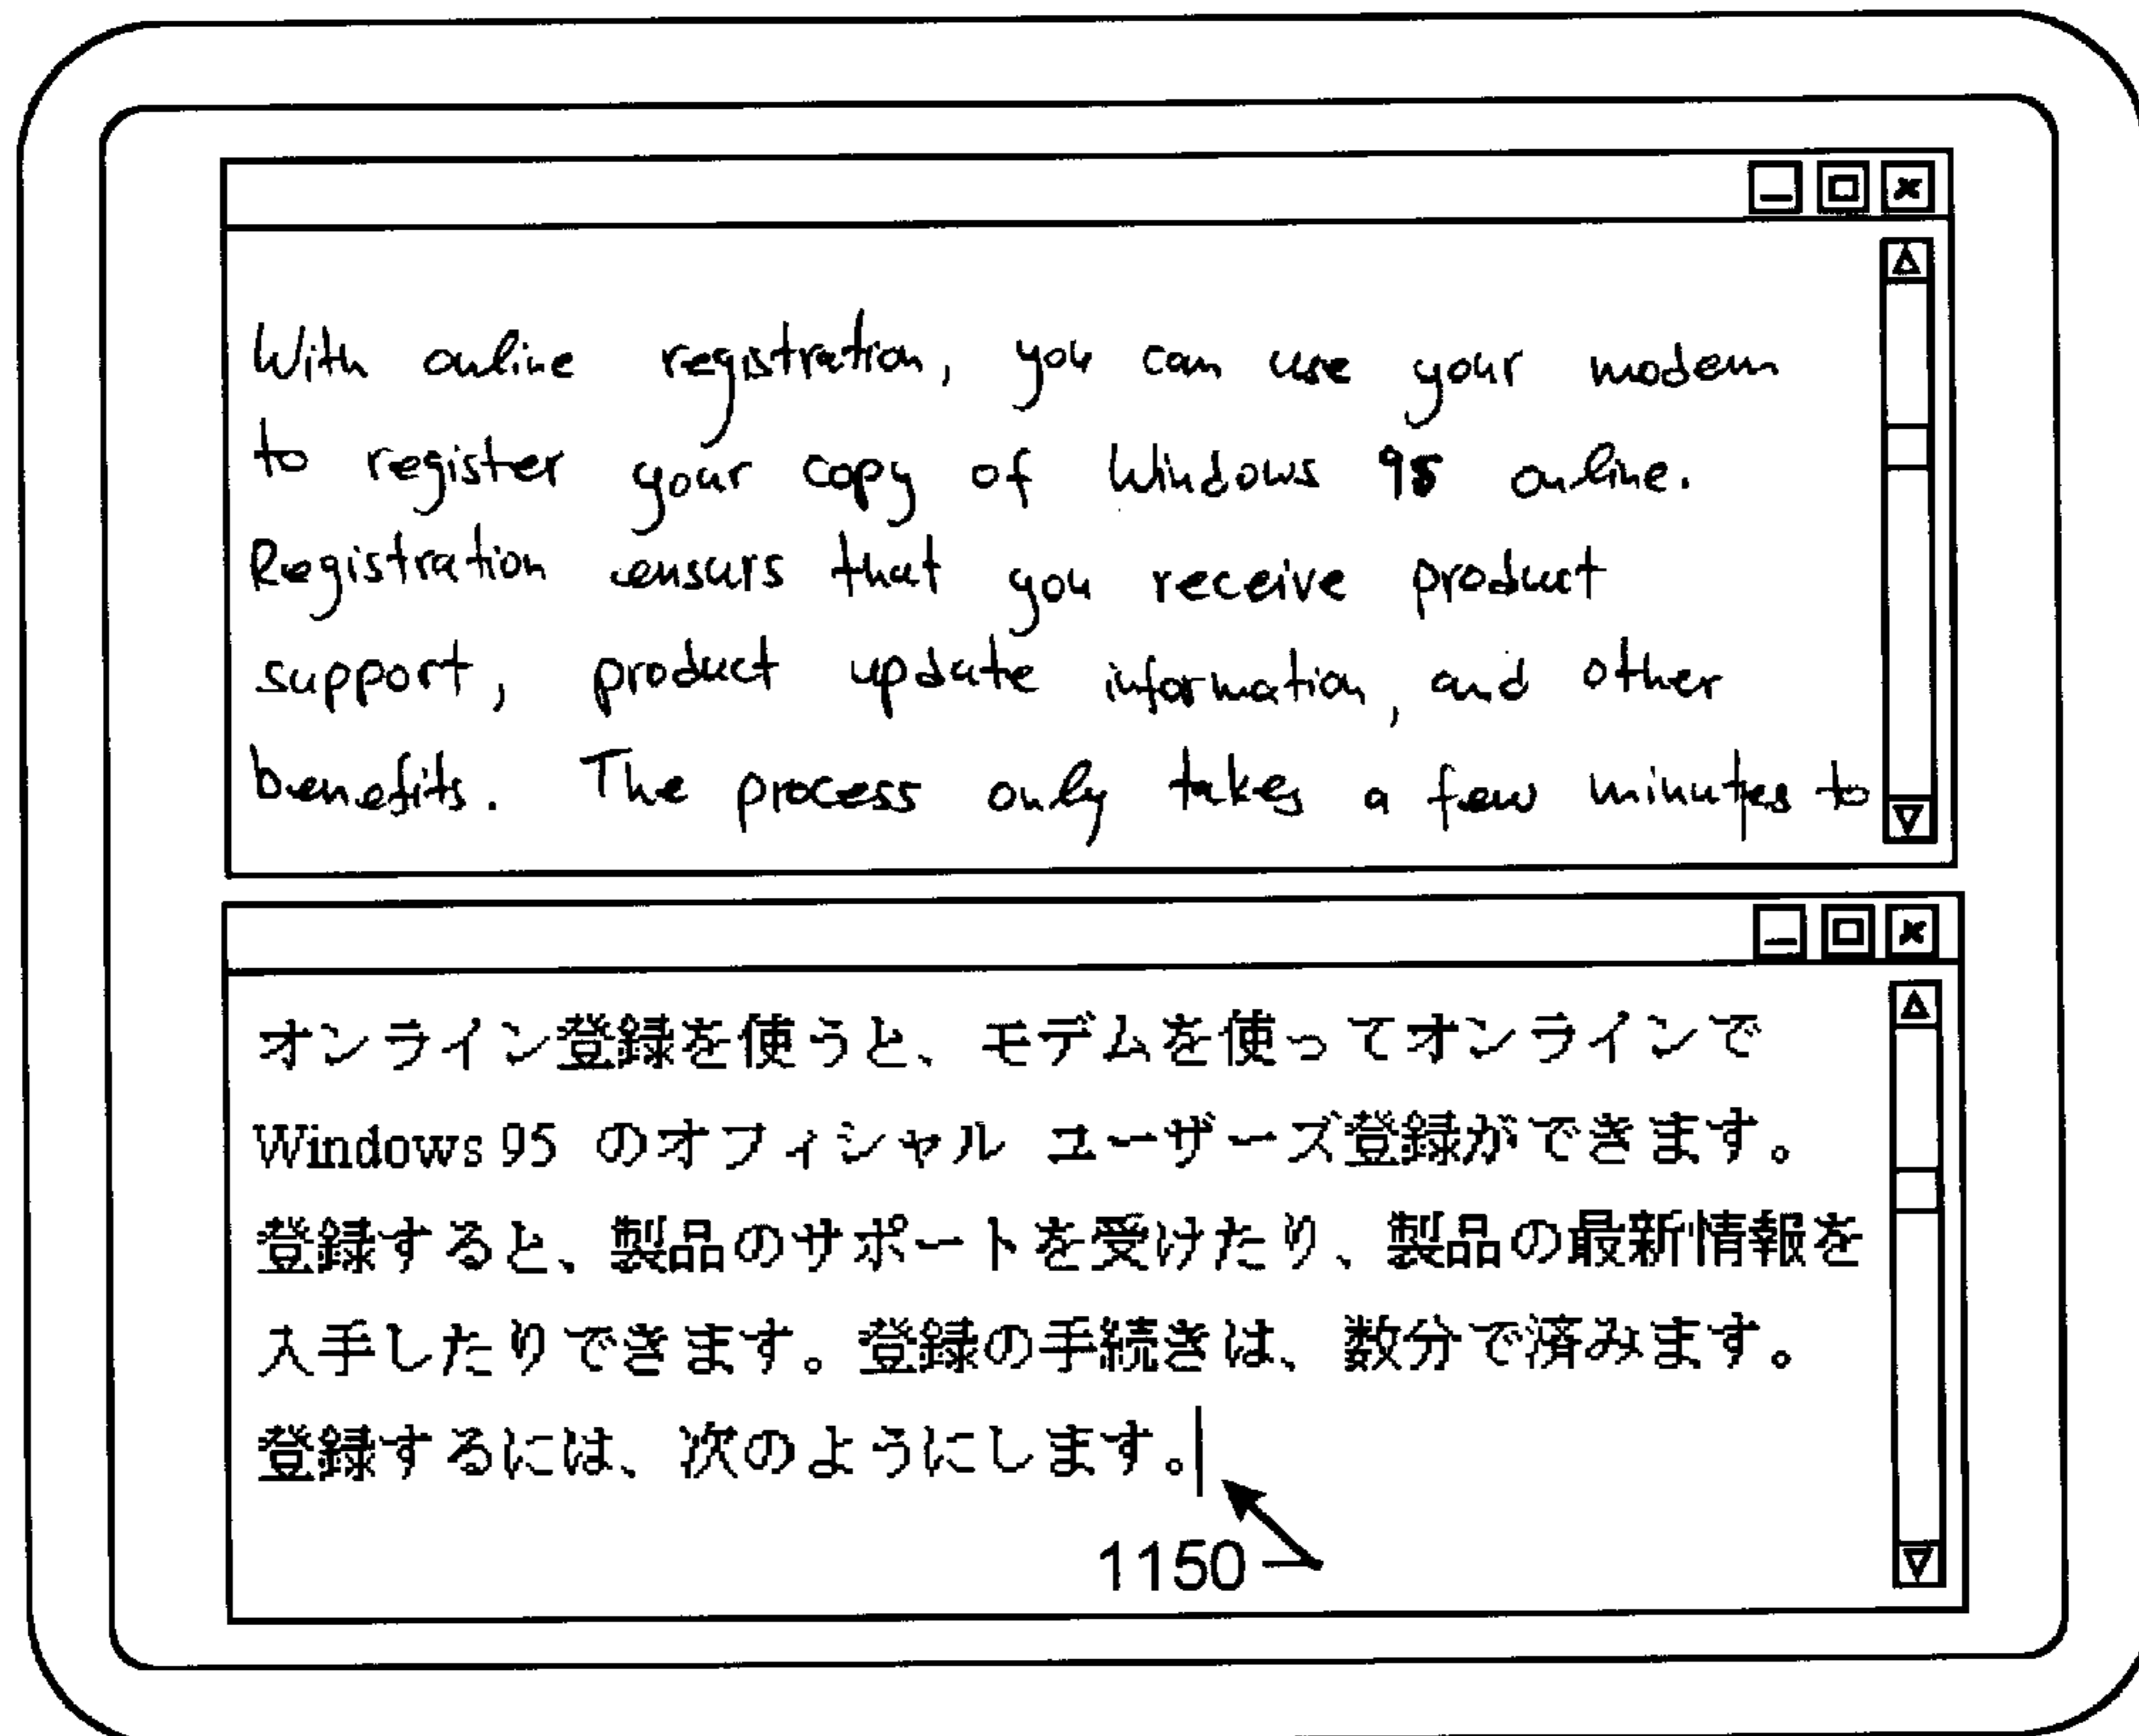 With online registration, you can use your modem
to register your copy of Windows 95 online.
Registration ensurs that you receive product
support, product update information, and other
benefits. The process only takes a few minutes to
オンライン登録を使うと、モデムを使ってオンラインで
Windows 95 のオフィシャル ユーザーズ登録ができます。
登録すると、製品のサポートを受けたり、製品の最新情報を
入手したりできます。登録の手続きは、数分で済みます。
登録するには、次のようにします。
1150